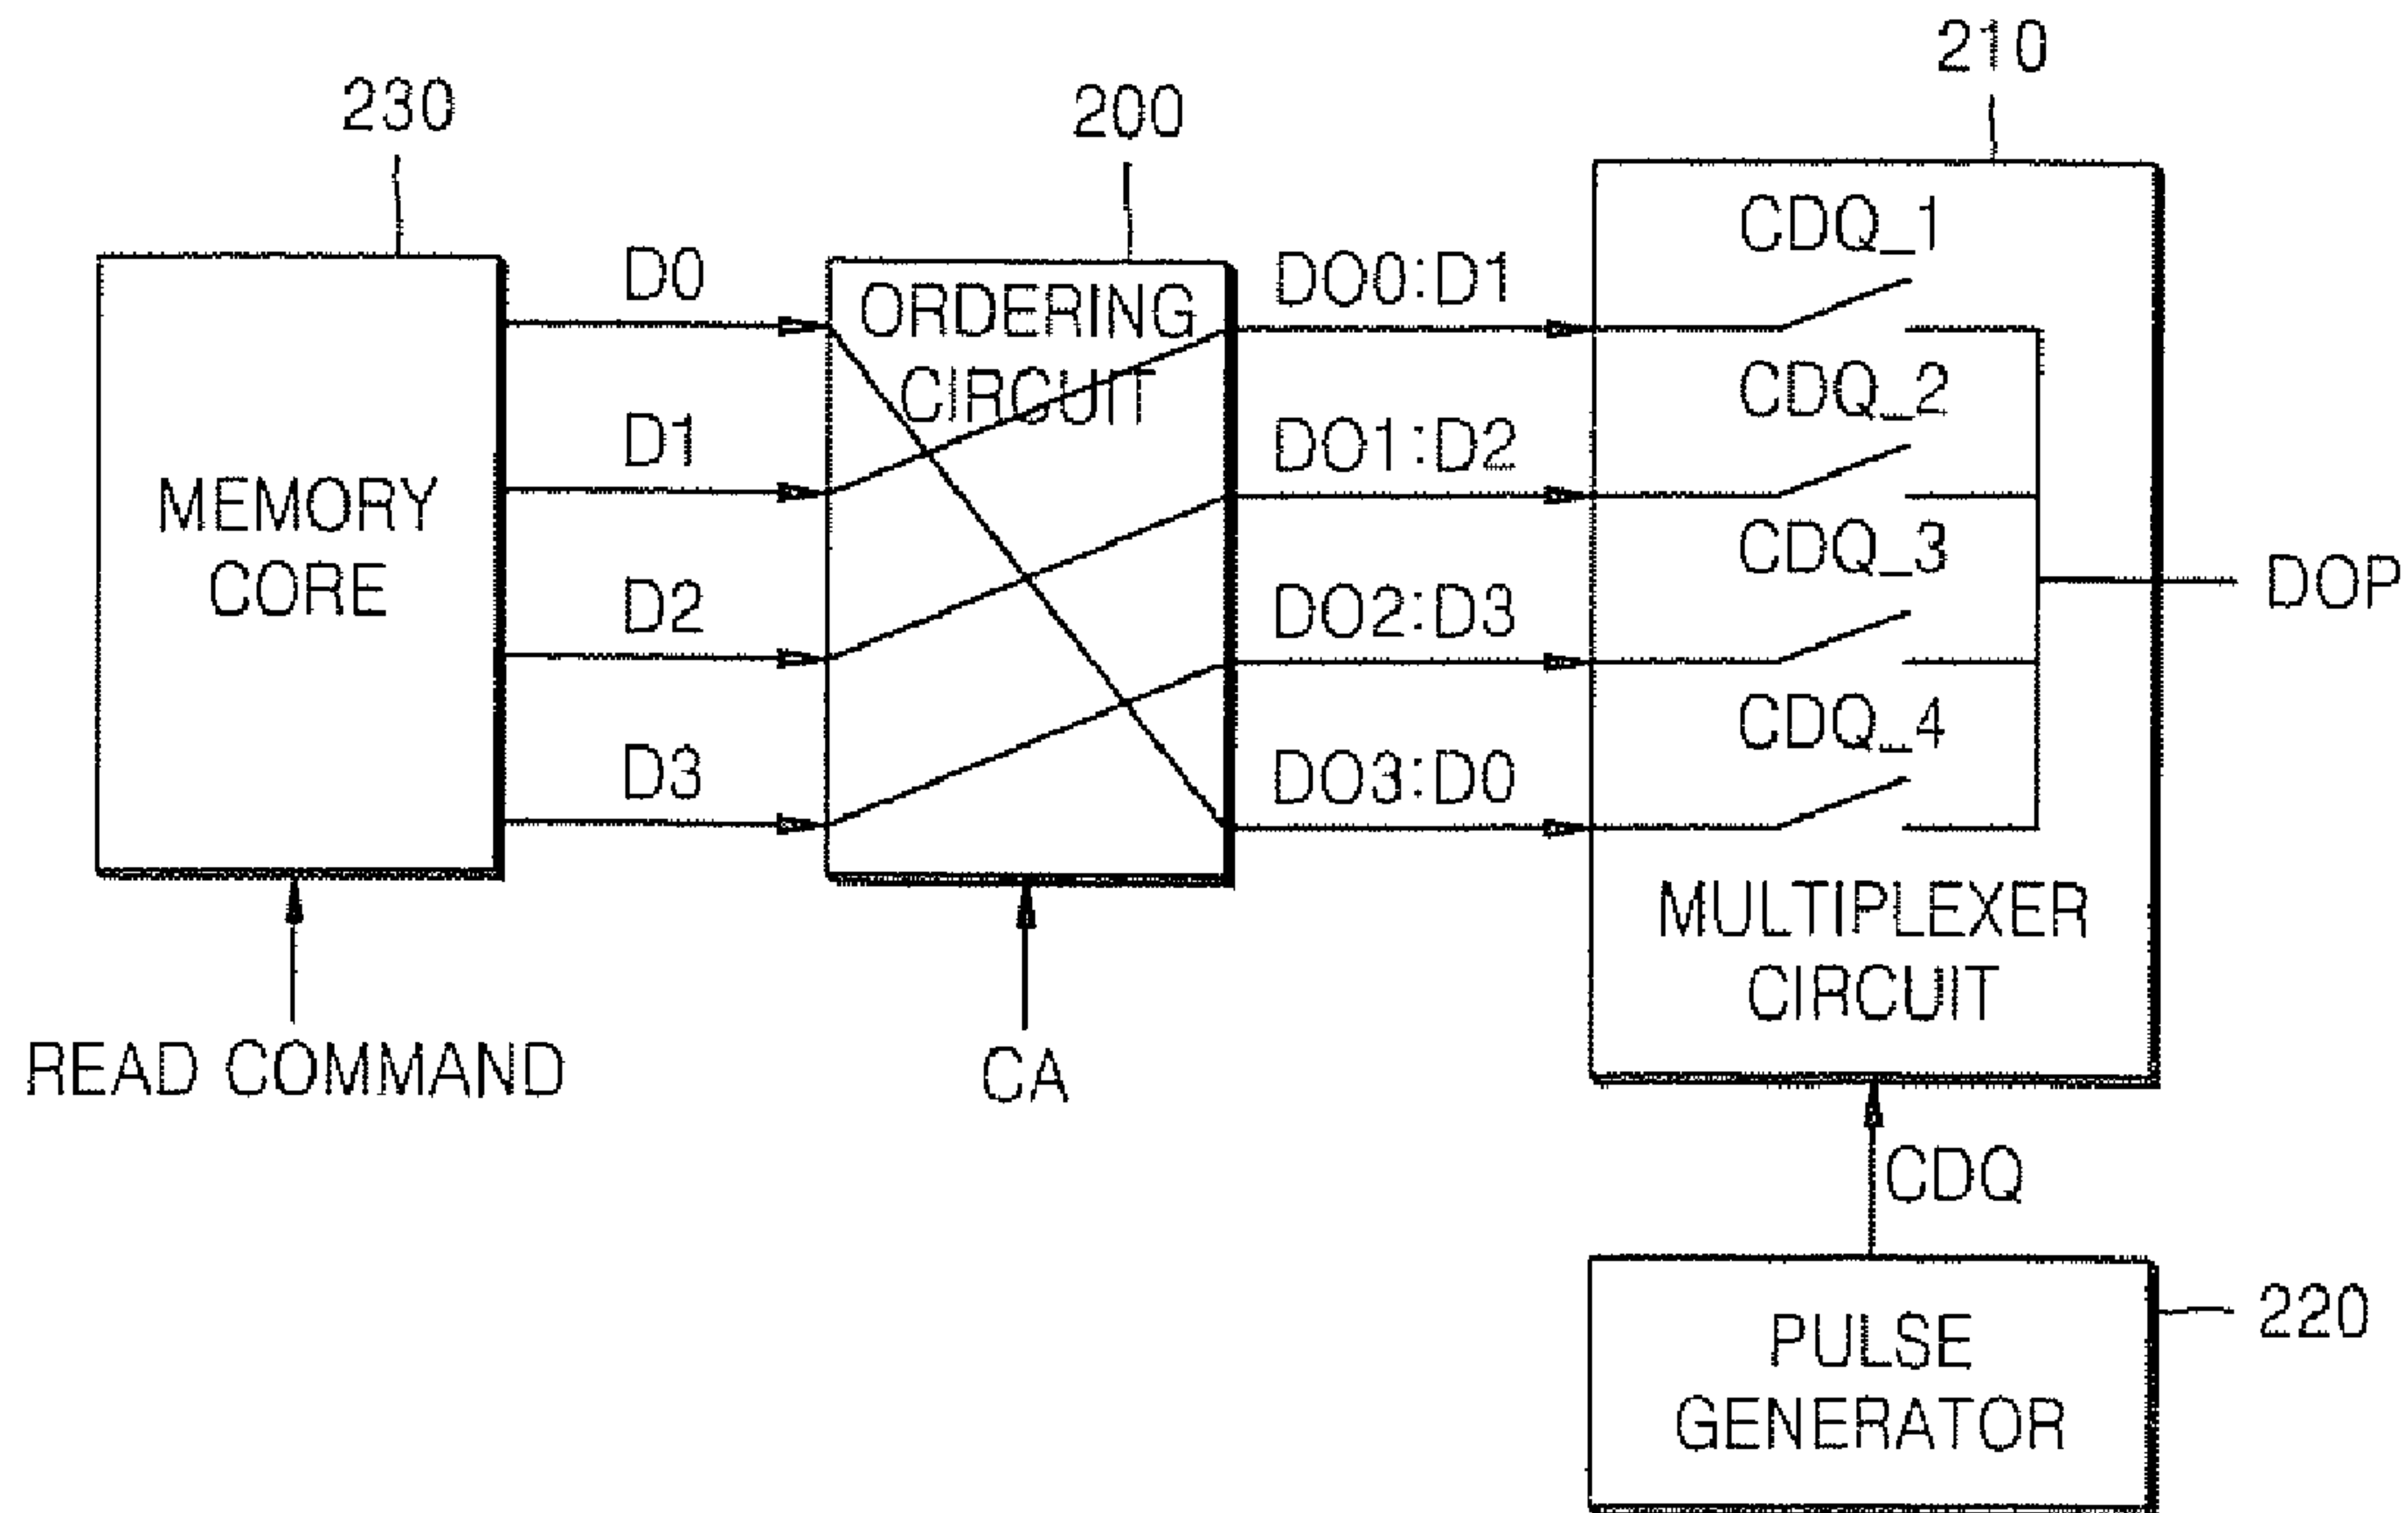 210
230
200
CDQ_1
D0
ORDERING
CIRCUIT
DO0:D1
CDQ_2
D1
DO1:D2
MEMORY
CORE
CDQ_3
DOP
D2
DO2:D3
CDQ_4
D3
DO3:D0
MULTIPLEXER
CIRCUIT
READ COMMAND
CA
CDQ
PULSE
GENERATOR
220